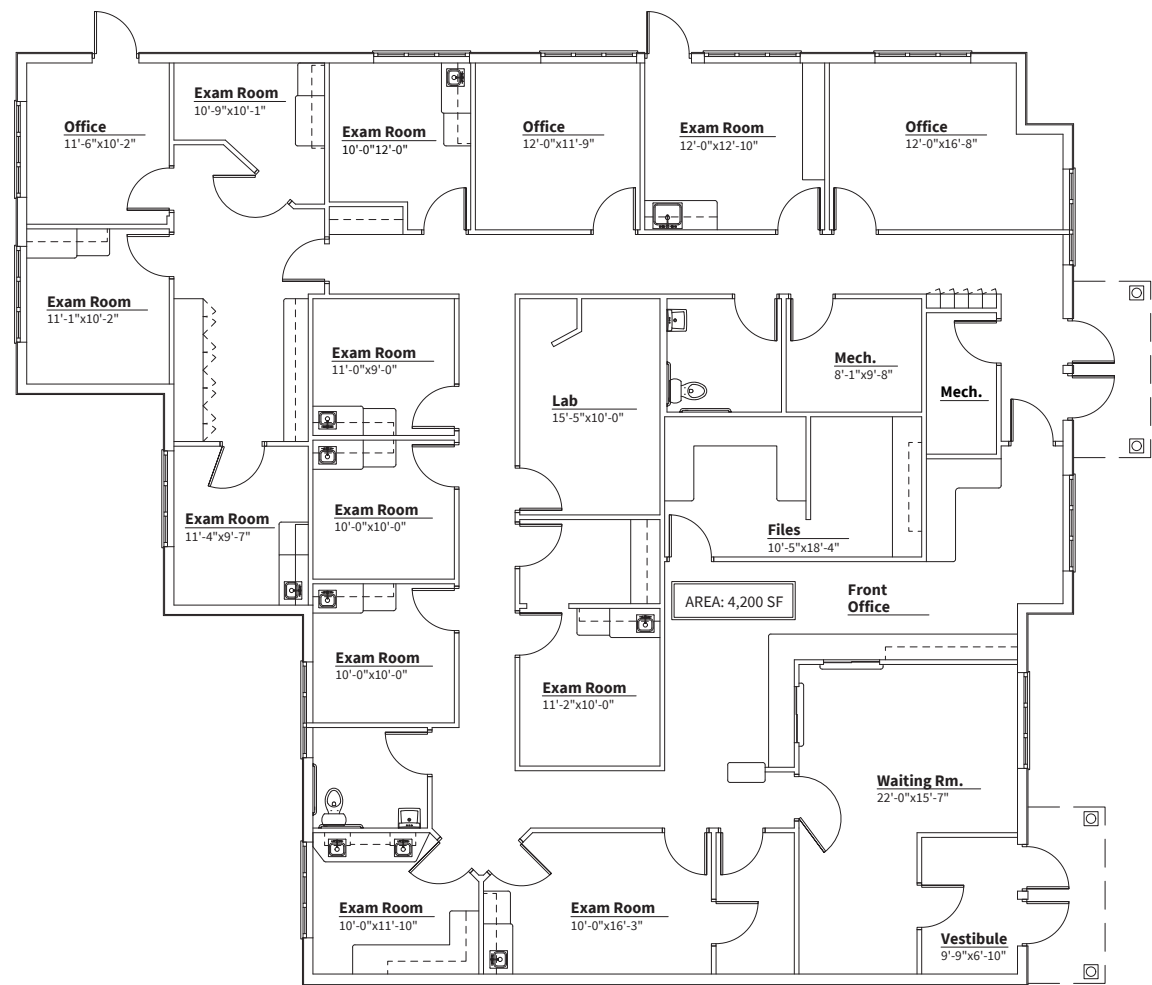 Exam Room
10'-9"x10'-1"
Office
11'-6"x10'-2"
Exam Room
10'-0"12'-0"
Office
12'-0"x11'-9"
Exam Room
12'-0"x12'-10"
Office
12'-0"x16'-8"
Exam Room
11'-1"x10'-2"
Exam Room
11'-0"x9'-0"
Lab
15'-5"x10'-0"
Mech.
8'-1"x9'-8"
Mech.
Exam Room
11'-4"x9'-7"
Exam Room
10'-0"x10'-0"
Files
10'-5"x18'-4"
AREA: 4,200 SF
Front
Office
Exam Room
10'-0"x10'-0"
Exam Room
11'-2"x10'-0"
Waiting Rm.
22'-0"x15'-7"
Exam Room
10'-0"x11'-10"
Exam Room
10'-0"x16'-3"
Vestibule
9'-9"x6'-10"